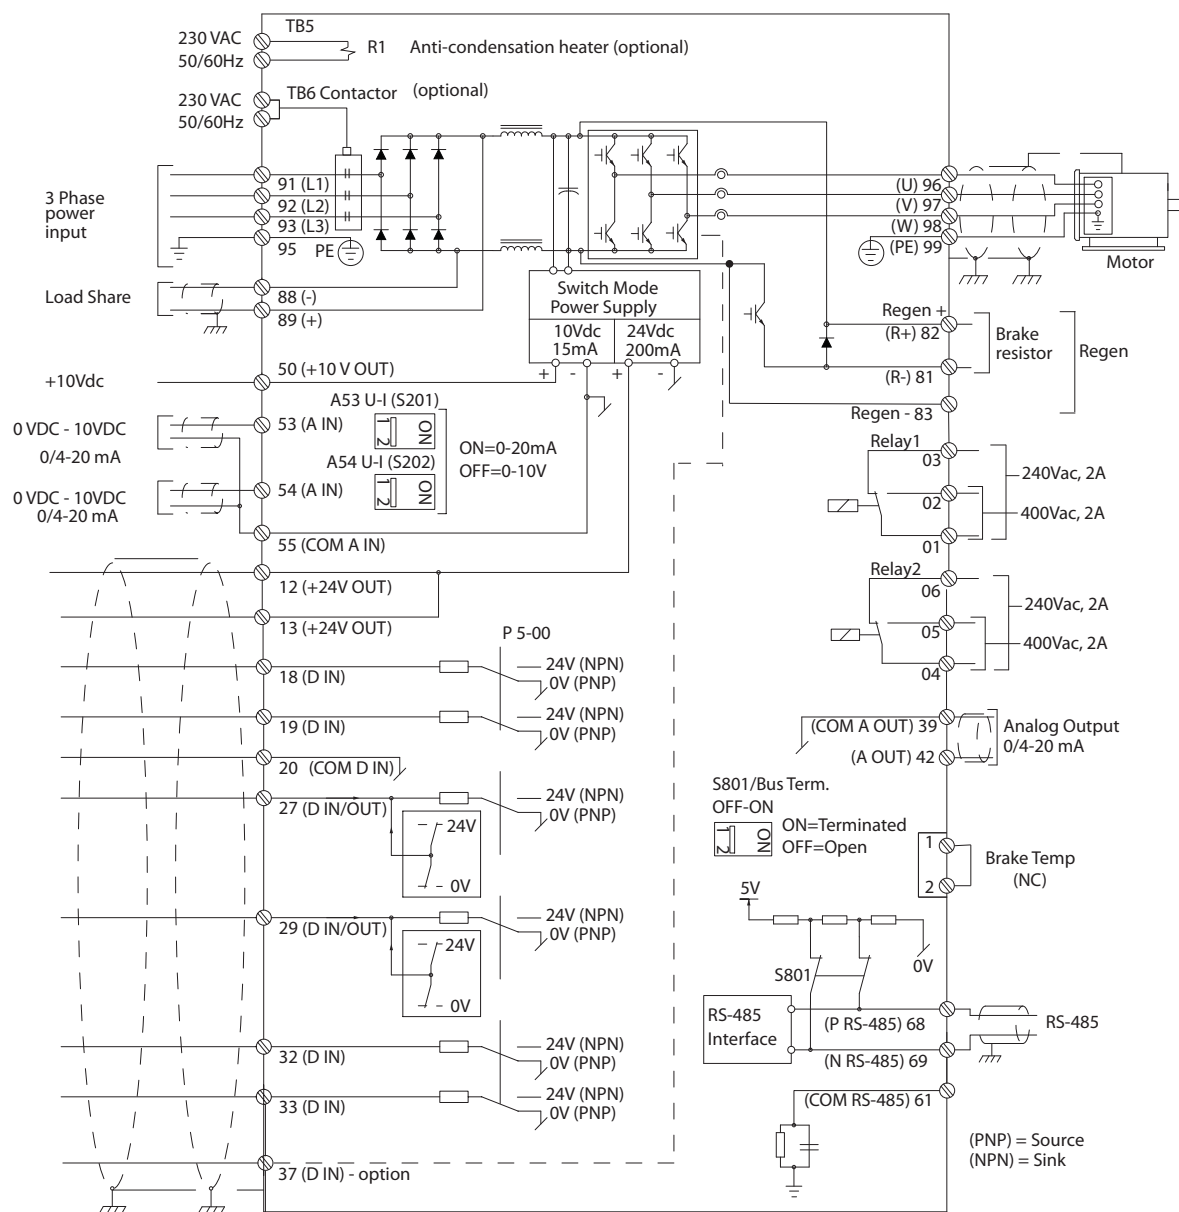 TB5
230 VAC
50/60Hz
R1
Anti-condensation heater (optional)
230 VAC
50/60Hz
TB6 Contactor
(optional)
3 Phase
power
input
91 (L1)
92 (L2)
93 (L3)
95
PE
(U) 96
(V) 97
(W) 98
(PE) 99
Motor
Load Share
88 (-)
89 (+)
Switch Mode
Power Supply
10Vdc
15mA
24Vdc
200mA
+ - + -
Regen +
(R+) 82
Brake
resistor
Regen
(R-) 81
Regen - 83
+10Vdc
50 (+10 V OUT)
A53 U-I (S201)
1 2
ON
0 VDC - 10VDC
0/4-20 mA
53 (A IN)
A54 U-I (S202)
1 2
ON
ON=0-20mA
OFF=0-10V
0 VDC - 10VDC
0/4-20 mA
54 (A IN)
55 (COM A IN)
12 (+24V OUT)
13 (+24V OUT)
Relay1
03
02
01
240Vac, 2A
400Vac, 2A
Relay2
06
05
04
240Vac, 2A
400Vac, 2A
P 5-00
18 (D IN)
24V (NPN)
0V (PNP)
19 (D IN)
24V (NPN)
0V (PNP)
20 (COM D IN)
27 (D IN/OUT)
24V (NPN)
0V (PNP)
24V
0V
29 (D IN/OUT)
24V (NPN)
0V (PNP)
24V
0V
32 (D IN)
24V (NPN)
0V (PNP)
33 (D IN)
24V (NPN)
0V (PNP)
37 (D IN) - option
(COM A OUT) 39
(A OUT) 42
Analog Output
0/4-20 mA
S801/Bus Term.
OFF-ON
1 2
ON
ON=Terminated
OFF=Open
1
2
Brake Temp
(NC)
5V
0V
S801
RS-485
Interface
(P RS-485) 68
(N RS-485) 69
RS-485
(COM RS-485) 61
(PNP) = Source
(NPN) = Sink